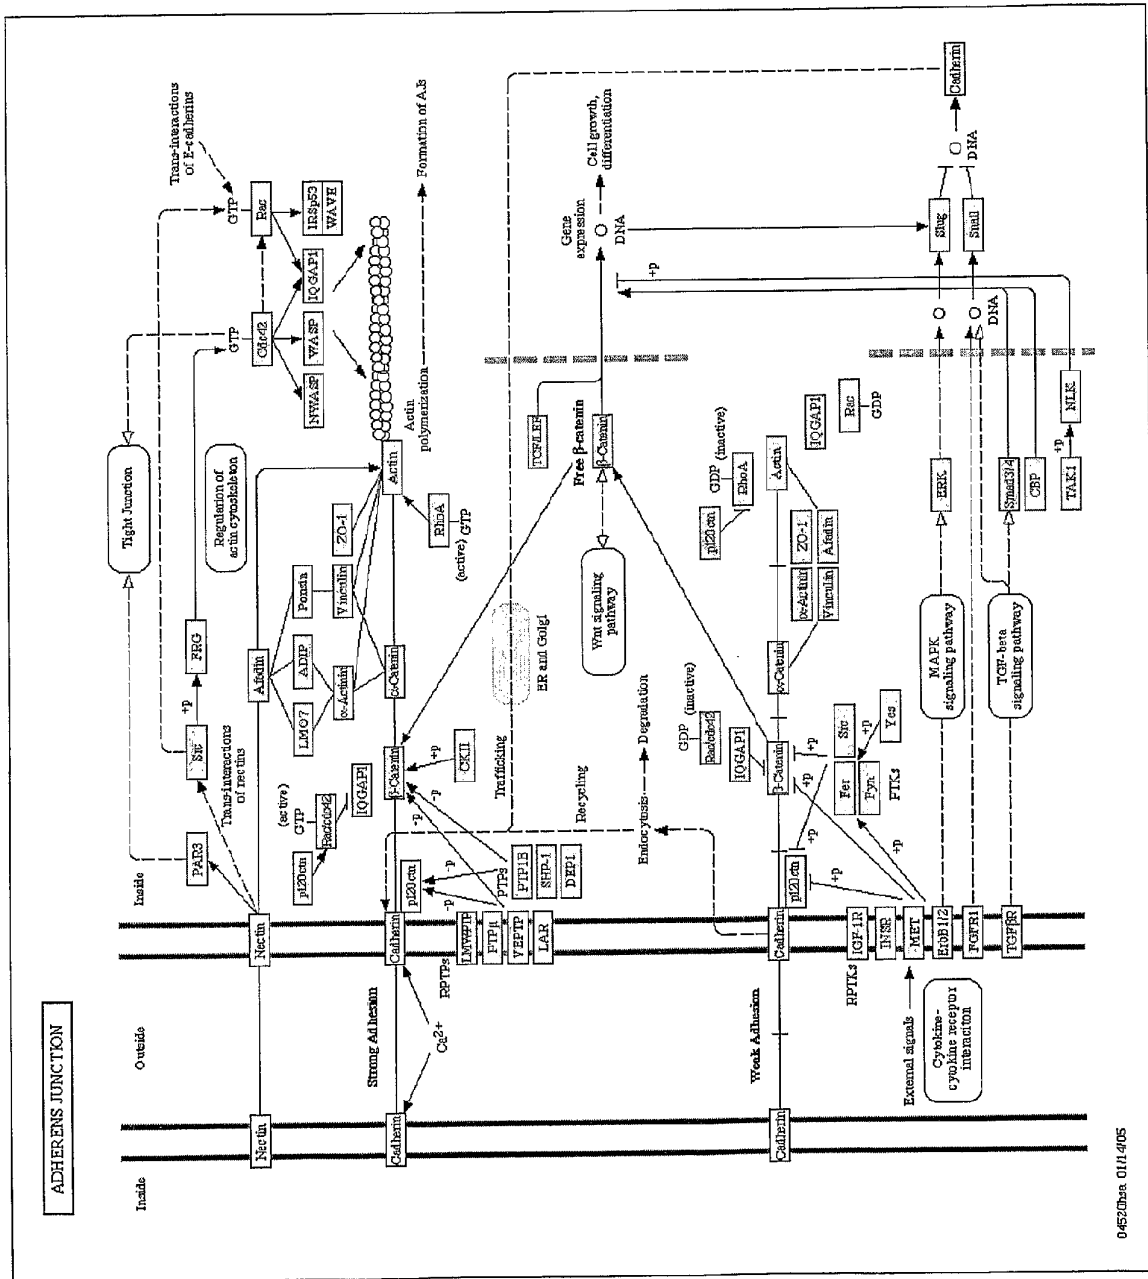 ADHERENS JUNCTION
Inside
Outside
Inside
Nectin
Nectin
PAR3
Trans-interactions
of nectins
Src
+p
FRG
Tight Junction
Regulation of
actin cytoskeleton
GTP
Cdc42
GTP
Rac
Trans-interactions
of E-cadherins
NWASP
WASP
IQGAP1
IRSp53
WAVE
Afadin
LMO7
ADIP
Ponsin
α-Actinin
Vinculin
ZO-1
Actin
Actin
polymerization
Formation of AJs
Strong Adhesion
Cadherin
Cadherin
Ca2+
p120ctn
p120ctn
(active)
GTP
Rac/cdc42
IQGAP1
β-Catenin
α-Catenin
RhoA
(active) GTP
+p
CKII
-p
-p
-p
-p
RPTPs
LMWPTP
PTPμ
VEPTP
LAR
PTPs
PTP1B
SHP-1
DEP1
Trafficking
ER and Golgi
Recycling
Endocytosis
Degradation
Wnt signaling
pathway
Free β-catenin
β-Catenin
TCF/LEF
Gene
expression
DNA
Cell growth,
differentiation
Weak Adhesion
Cadherin
Cadherin
p120ctn
GDP (inactive)
Rac/cdc42
IQGAP1
β-Catenin
α-Catenin
α-Actinin
Vinculin
ZO-1
Afadin
Actin
p120ctn
GDP (inactive)
RhoA
IQGAP1
Rac
GDP
+p
+p
+p
+p
+p
+p
Fer
Fyn
Src
Yes
PTKs
RPTKs
IGF-1R
INSR
MET
ErbB1/2
FGFR1
TGFβR
External signals
Cytokine-
cytokine receptor
interaction
MAPK
signaling pathway
TGF-beta
signaling pathway
ERK
Smad3/4
CBP
TAK1
+p
NLK
+p
DNA
Slug
Snail
DNA
Cadherin
04520hsa 01/14/05